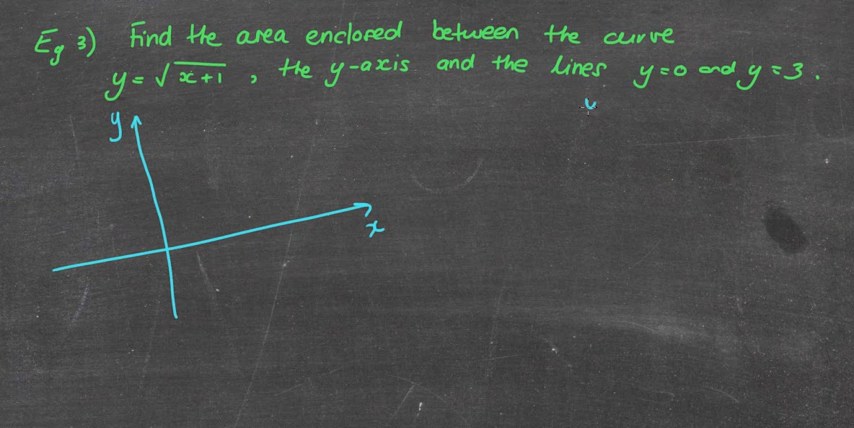 Eg 3) Find the area enclosed between the curve
y = √x+1 , the y-axis and the lines y=0 and y=3.
y
y
x